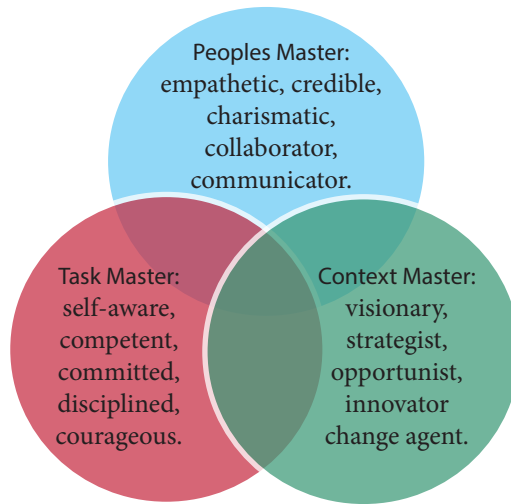 Peoples Master:
empathetic, credible,
charismatic,
collaborator,
communicator.
Task Master:
self-aware,
competent,
committed,
disciplined,
courageous.
Context Master:
visionary,
strategist,
opportunist,
innovator
change agent.